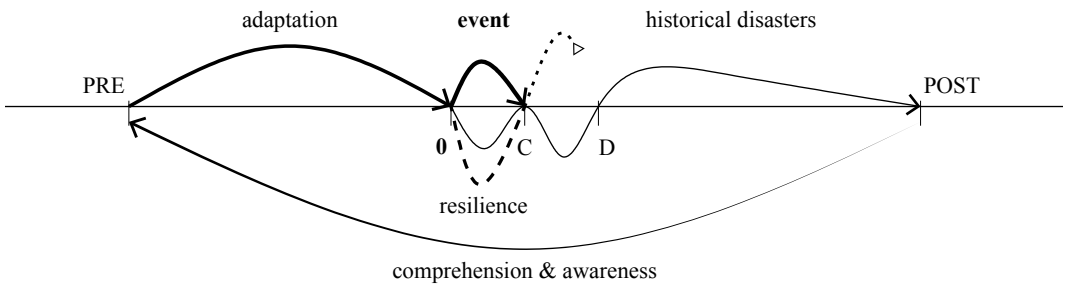 adaptation
event
historical disasters
PRE
POST
0
C
D
resilience
comprehension & awareness